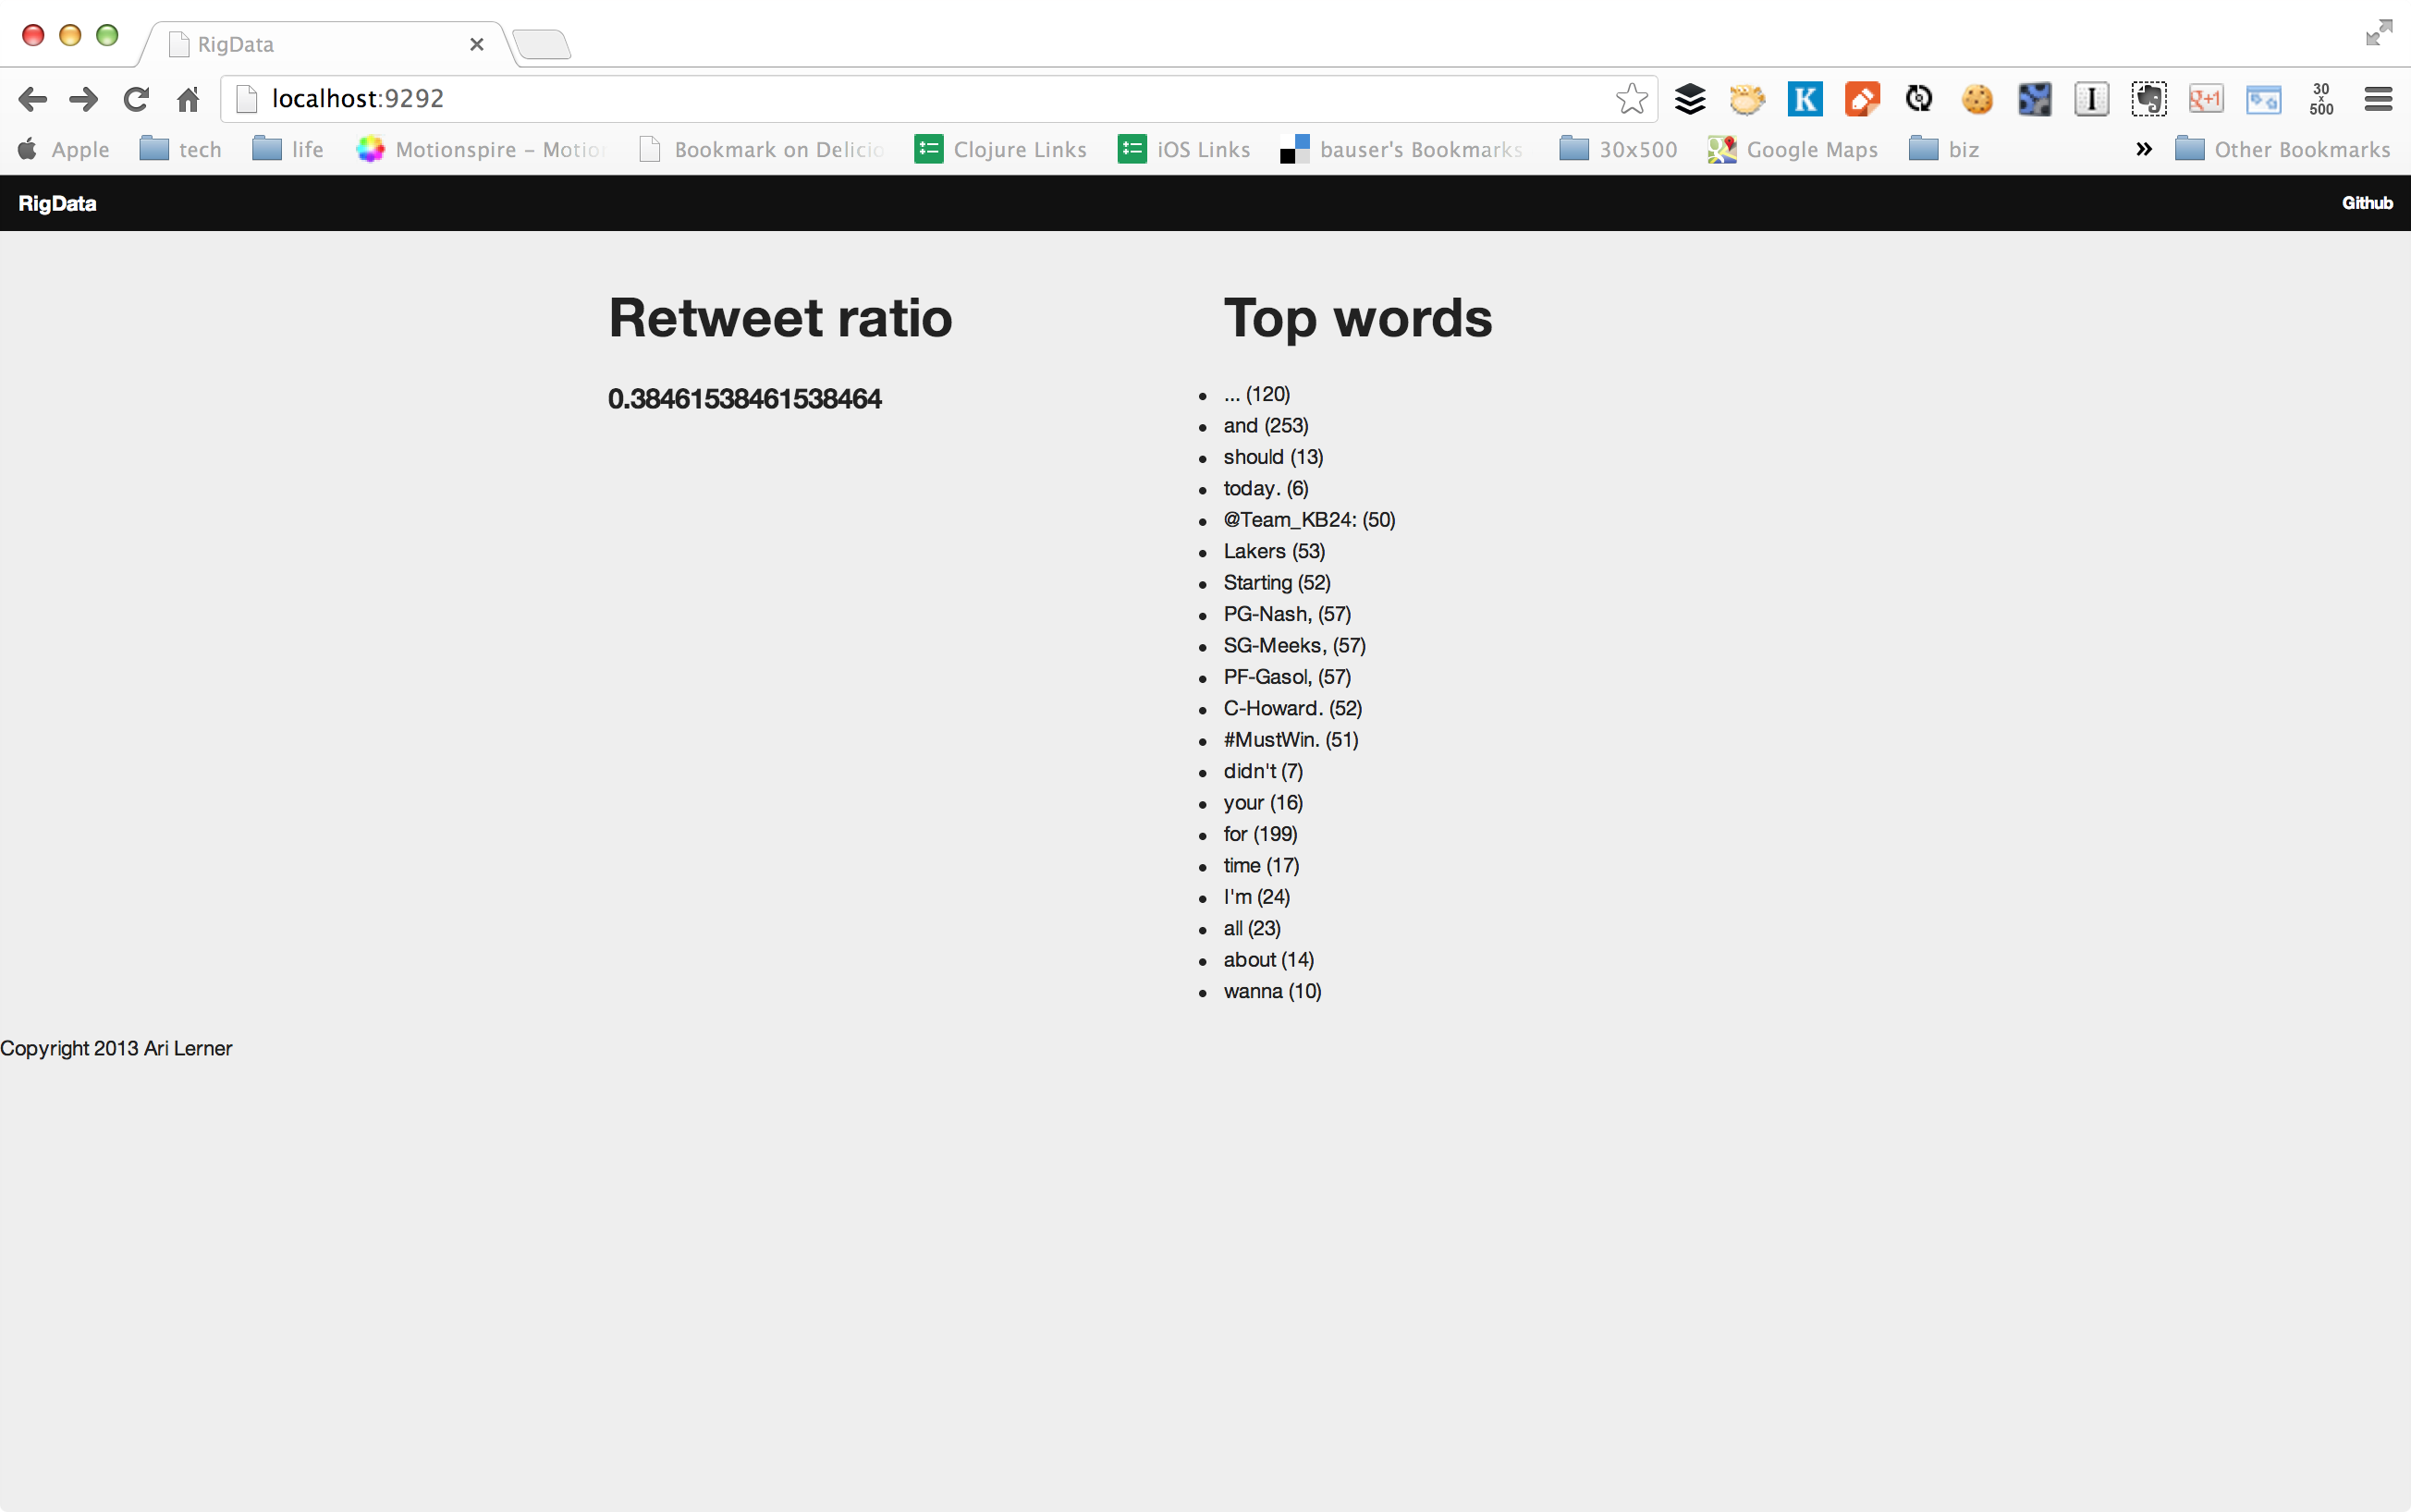 RigData
localhost:9292
30
x
500
Apple
tech
life
Motionspire – Motion
Bookmark on Delicio
Clojure Links
iOS Links
bauser's Bookmarks
30x500
Google Maps
biz
»
Other Bookmarks
RigData
Github
Retweet ratio
0.38461538461538464
Top words
... (120)
and (253)
should (13)
today. (6)
@Team_KB24: (50)
Lakers (53)
Starting (52)
PG-Nash, (57)
SG-Meeks, (57)
PF-Gasol, (57)
C-Howard. (52)
#MustWin. (51)
didn't (7)
your (16)
for (199)
time (17)
I'm (24)
all (23)
about (14)
wanna (10)
Copyright 2013 Ari Lerner